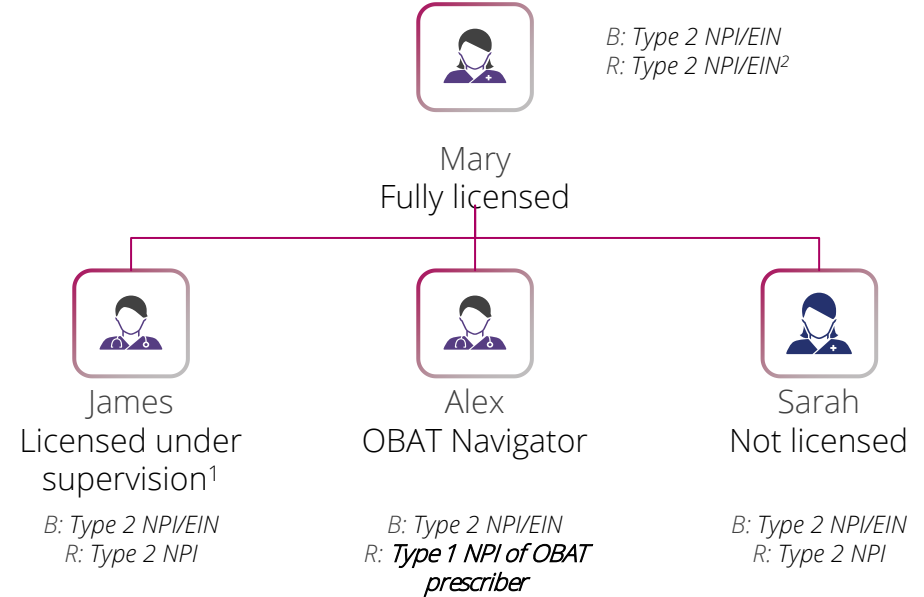 B: Type 2 NPI/EIN
R: Type 2 NPI/EIN²
Mary
Fully licensed
James
Licensed under
supervision¹
B: Type 2 NPI/EIN
R: Type 2 NPI
Alex
OBAT Navigator
B: Type 2 NPI/EIN
R: Type 1 NPI of OBAT
prescriber
Sarah
Not licensed
B: Type 2 NPI/EIN
R: Type 2 NPI